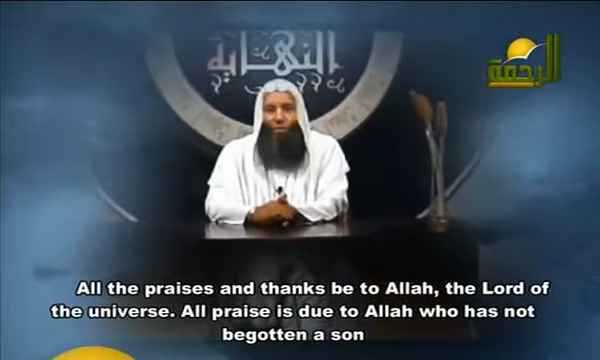 النهاية
الرحمة
All the praises and thanks be to Allah, the Lord of
the universe. All praise is due to Allah who has not
begotten a son